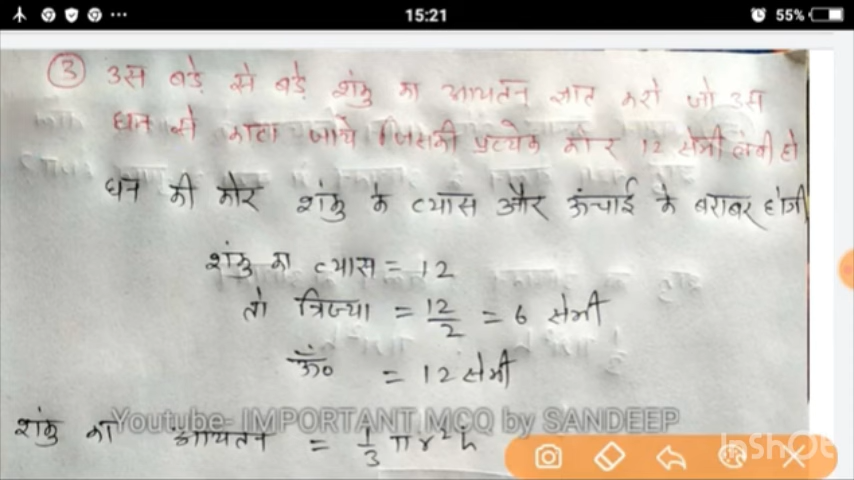 15:21
55%
③ उस बड़े से बड़े शंकु का आयतन ज्ञात करो जो उस
घन से काटा जाये जिसकी प्रत्येक कोर 12 सेमी लंबी हो
घन की कोर शंकु के व्यास और ऊंचाई के बराबर होगी
शंकु का व्यास = 12
तो त्रिज्या = 12/2 = 6 सेमी
ऊँ० = 12 सेमी
Youtube- IMPORTANT MCQ by SANDEEP
शंकु का आयतन = 1/3 πr²h
InShOt